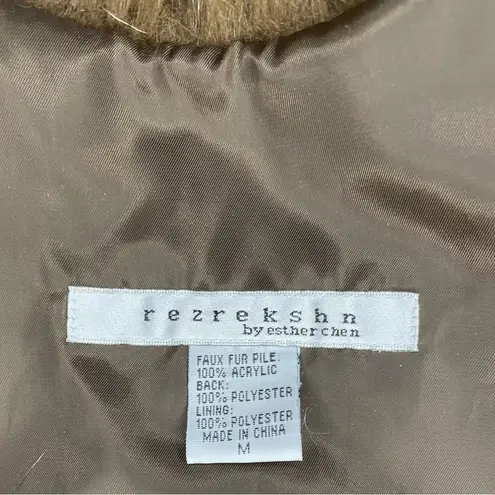 rezrekshn
by esther chen
FAUX FUR PILE:
100% ACRYLIC
BACK:
100% POLYESTER
LINING:
100% POLYESTER
MADE IN CHINA
M